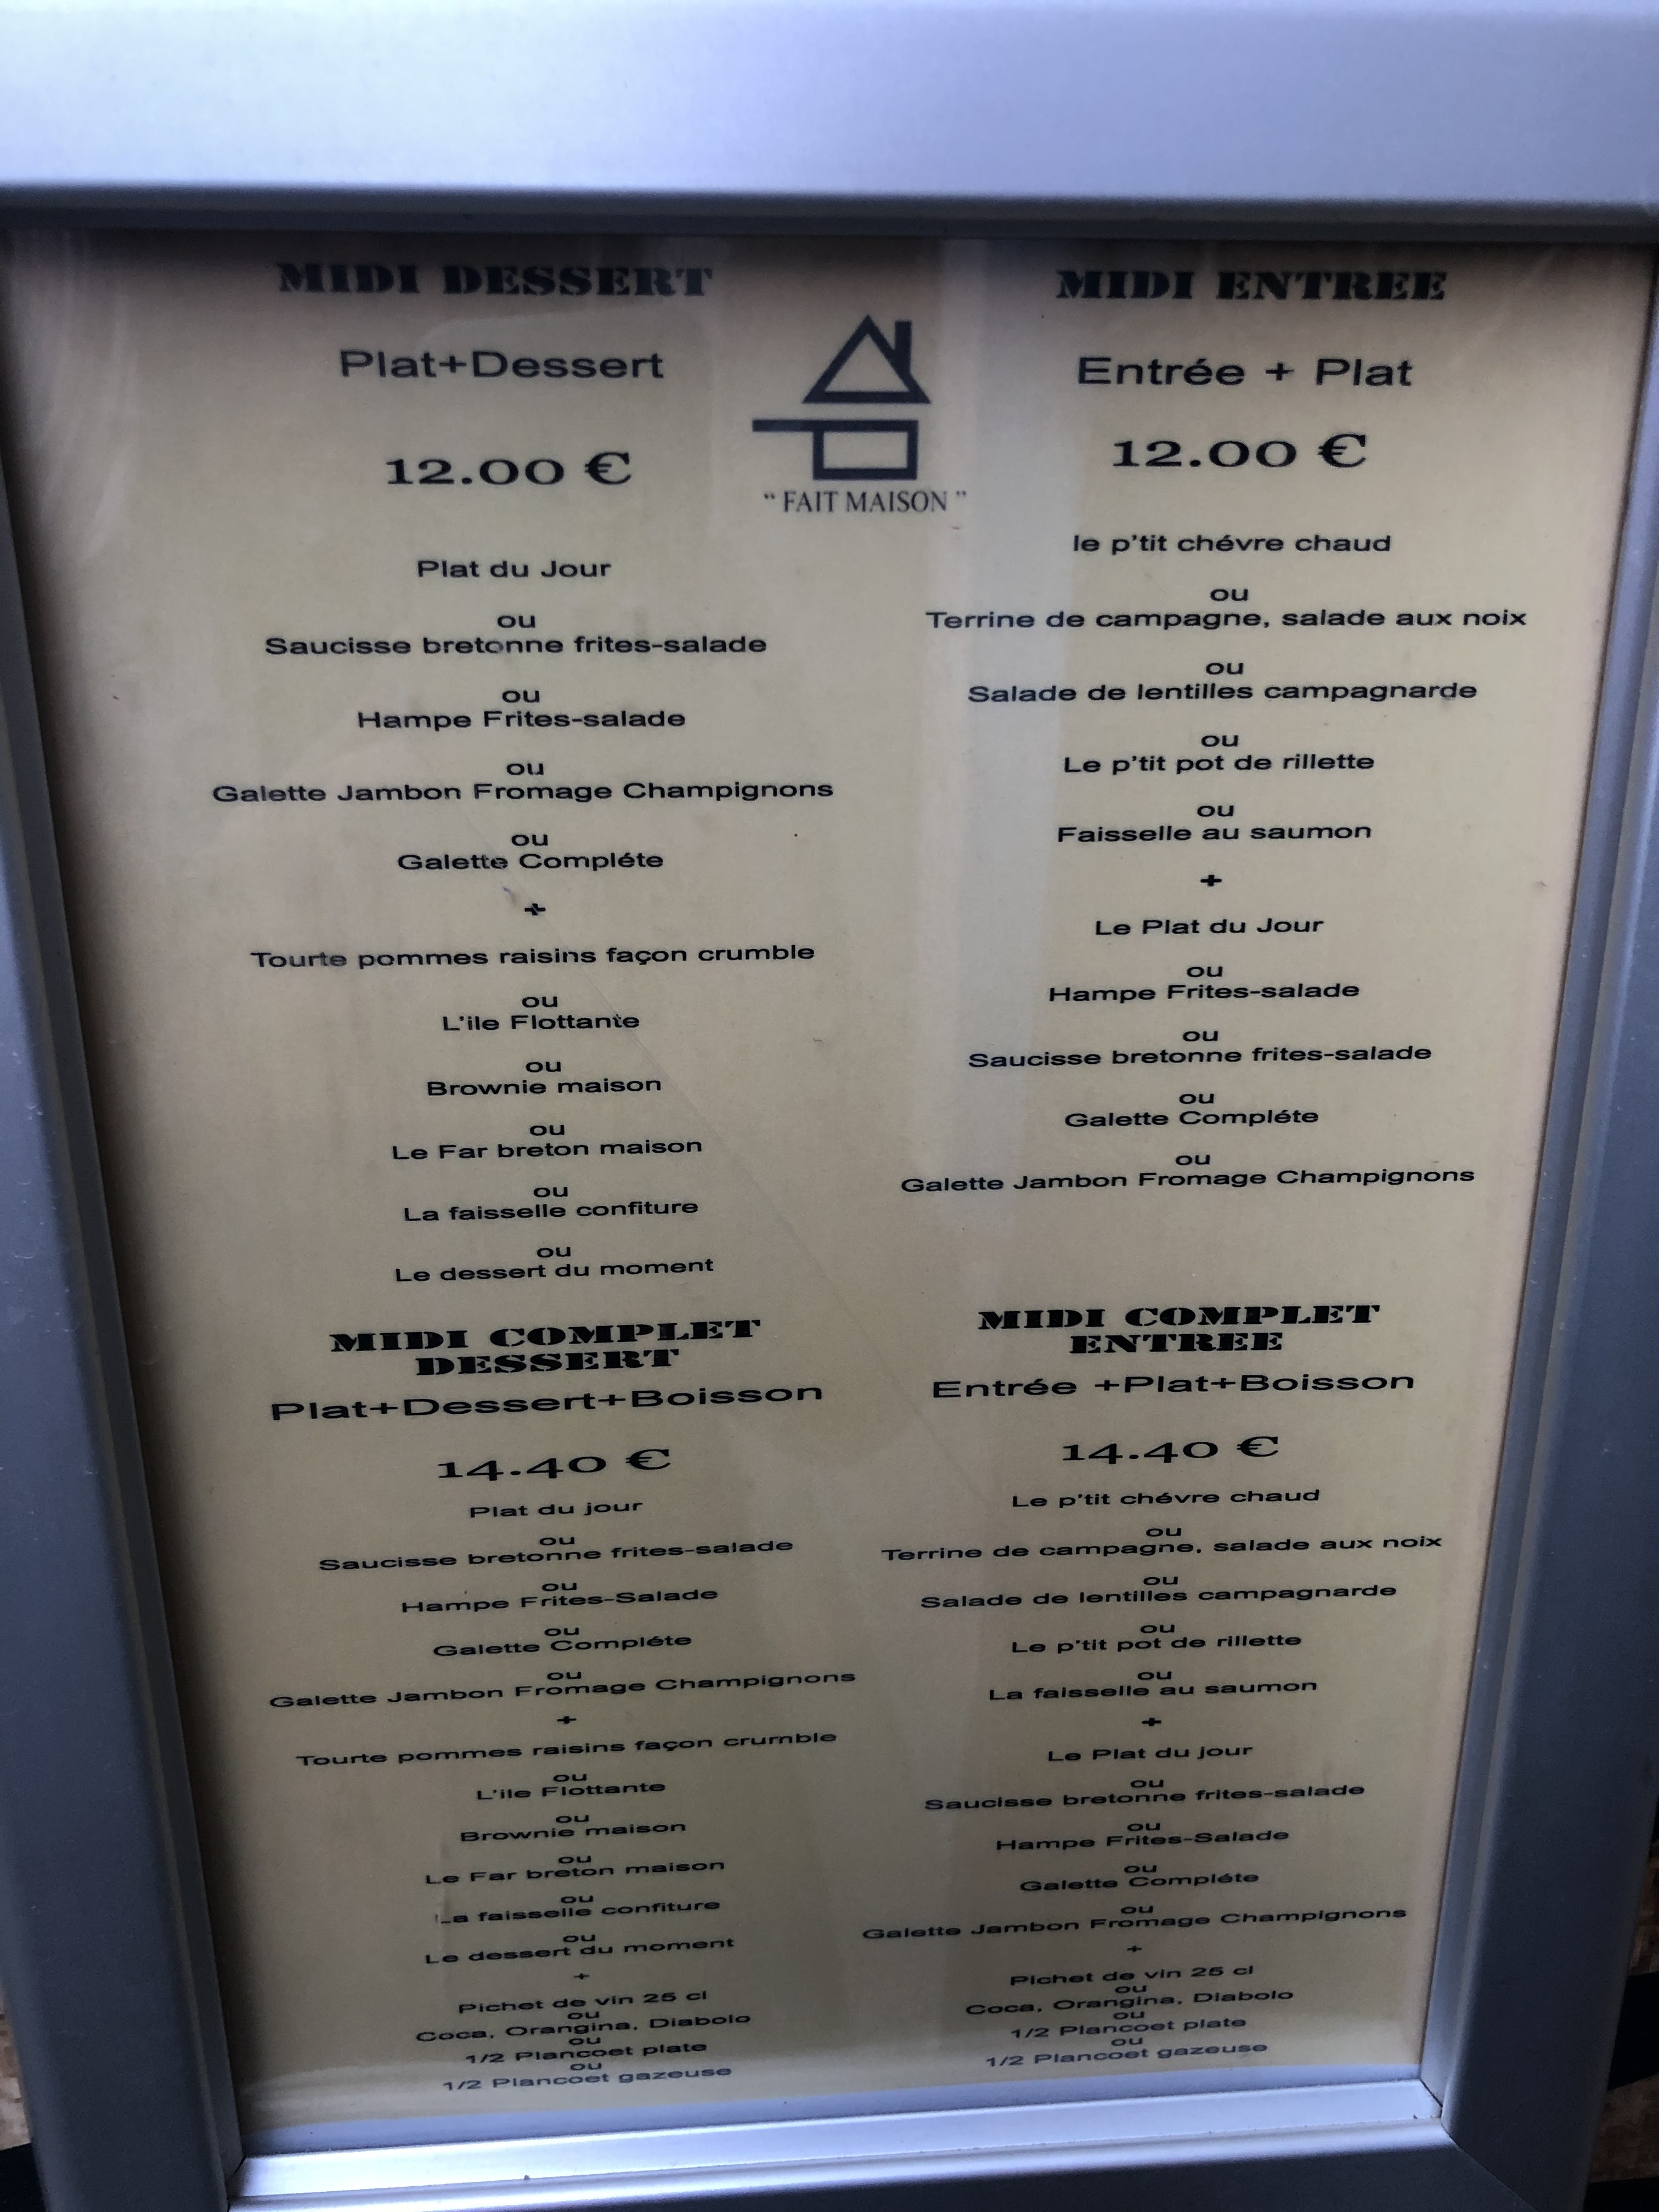 MIDI DESSERT
Plat+Dessert
12.00 €
Plat du Jour
ou
Saucisse bretonne frites-salade
ou
Hampe Frites-salade
ou
Galette Jambon Fromage Champignons
ou
Galette Compléte
+
Tourte pommes raisins façon crumble
ou
L'ile Flottante
ou
Brownie maison
ou
Le Far breton maison
ou
La faisselle confiture
ou
Le dessert du moment
" FAIT MAISON "
MIDI ENTREE
Entrée + Plat
12.00 €
le p'tit chévre chaud
ou
Terrine de campagne, salade aux noix
ou
Salade de lentilles campagnarde
ou
Le p'tit pot de rillette
ou
Faisselle au saumon
+
Le Plat du Jour
ou
Hampe Frites-salade
ou
Saucisse bretonne frites-salade
ou
Galette Compléte
ou
Galette Jambon Fromage Champignons
MIDI COMPLET
DESSERT
Plat+Dessert+Boisson
14.40 €
Plat du jour
ou
Saucisse bretonne frites-salade
ou
Hampe Frites-Salade
ou
Galette Compléte
ou
Galette Jambon Fromage Champignons
+
Tourte pommes raisins façon crumble
ou
L'ile Flottante
ou
Brownie maison
ou
Le Far breton maison
ou
La faisselle confiture
ou
Le dessert du moment
+
Pichet de vin 25 cl
ou
Coca, Orangina, Diabolo
ou
1/2 Plancoet plate
ou
1/2 Plancoet gazeuse
MIDI COMPLET
ENTREE
Entrée +Plat+Boisson
14.40 €
Le p'tit chévre chaud
ou
Terrine de campagne, salade aux noix
ou
Salade de lentilles campagnarde
ou
Le p'tit pot de rillette
ou
La faisselle au saumon
+
Le Plat du jour
ou
Saucisse bretonne frites-salade
ou
Hampe Frites-Salade
ou
Galette Compléte
ou
Galette Jambon Fromage Champignons
+
Pichet de vin 25 cl
ou
Coca, Orangina, Diabolo
ou
1/2 Plancoet plate
ou
1/2 Plancoet gazeuse